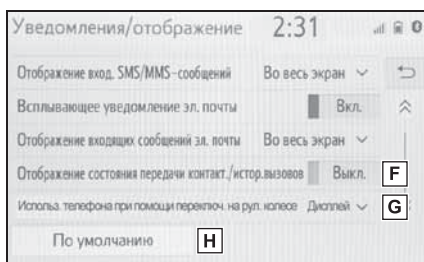 Уведомления/отображение 2:31
Отображение вход. SMS/MMS-сообщений Во весь экран
Всплывающее уведомление эл. почты Вкл.
Отображение входящих сообщений эл. почты Во весь экран
Отображение состояния передачи контакт./истор.вызовов Выкл. F
Использ. телефона при помощи переключ. на рул. колесе Дисплей G
По умолчанию H